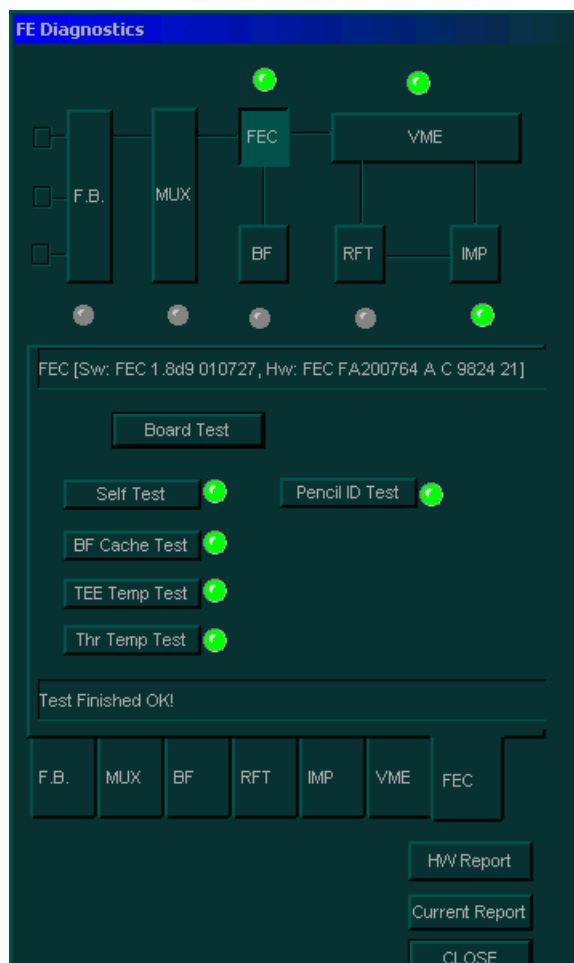 FE Diagnostics
FEC
VME
F.B.
MUX
BF
RFT
IMP
FEC [Sw: FEC 1.8d9 010727, Hw: FEC FA200764 A C 9824 21]
Board Test
Self Test
Pencil ID Test
BF Cache Test
TEE Temp Test
Thr Temp Test
Test Finished OK!
F.B. MUX BF RFT IMP VME FEC
HW Report
Current Report
CLOSE